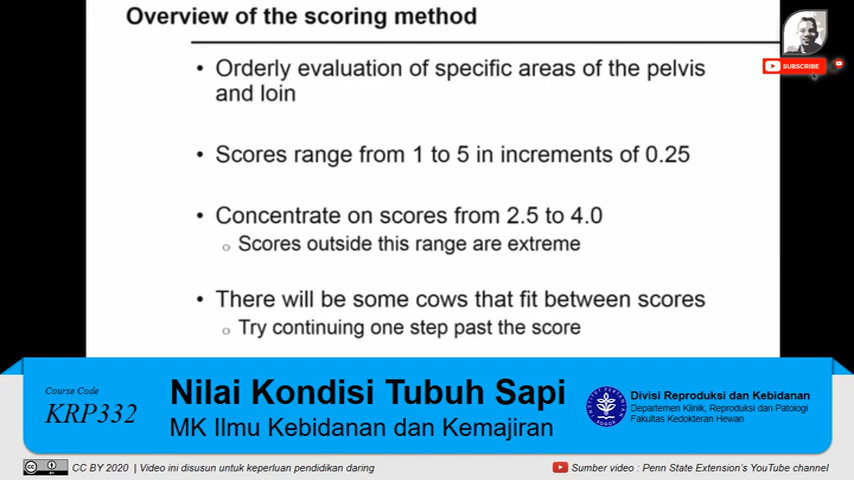 Overview of the scoring method
SUBSCRIBE
• Orderly evaluation of specific areas of the pelvis
and loin
• Scores range from 1 to 5 in increments of 0.25
• Concentrate on scores from 2.5 to 4.0
o Scores outside this range are extreme
• There will be some cows that fit between scores
o Try continuing one step past the score
Course Code
KRP332
Nilai Kondisi Tubuh Sapi
MK Ilmu Kebidanan dan Kemajiran
INSTITUT PERTANIAN
BOGOR
Divisi Reproduksi dan Kebidanan
Departemen Klinik, Reproduksi dan Patologi
Fakultas Kedokteran Hewan
cc BY
CC BY 2020 | Video ini disusun untuk keperluan pendidikan daring
Sumber video : Penn State Extension's YouTube channel